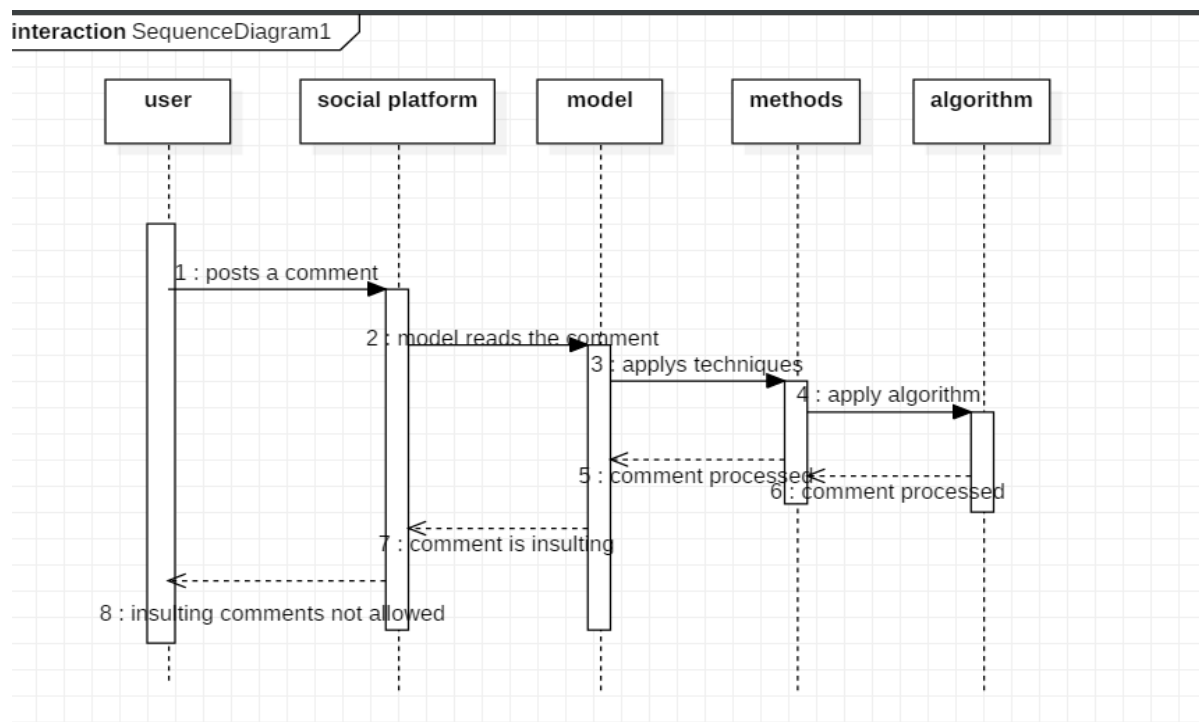 interaction SequenceDiagram1
user
social platform
model
methods
algorithm
1 : posts a comment
2 : model reads the comment
3 : applys techniques
4 : apply algorithm
5 : comment processed
6 : comment processed
7 : comment is insulting
8 : insulting comments not allowed